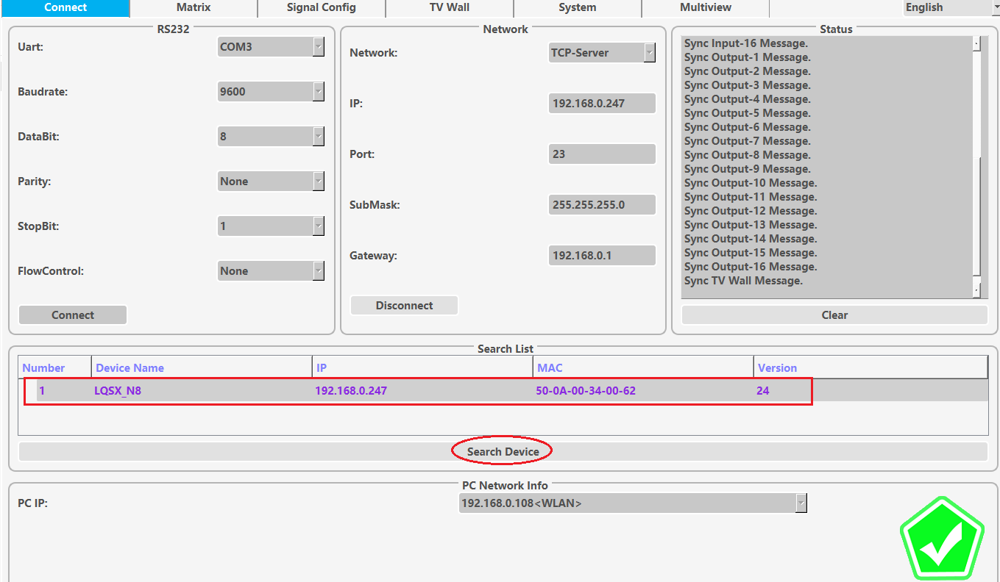 Connect
Matrix
Signal Config
TV Wall
System
Multiview
English
RS232
Uart: COM3
Baudrate: 9600
DataBit: 8
Parity: None
StopBit: 1
FlowControl: None
Connect
Network
Network: TCP-Server
IP: 192.168.0.247
Port: 23
SubMask: 255.255.255.0
Gateway: 192.168.0.1
Disconnect
Status
Sync Input-16 Message.
Sync Output-1 Message.
Sync Output-2 Message.
Sync Output-3 Message.
Sync Output-4 Message.
Sync Output-5 Message.
Sync Output-6 Message.
Sync Output-7 Message.
Sync Output-8 Message.
Sync Output-9 Message.
Sync Output-10 Message.
Sync Output-11 Message.
Sync Output-12 Message.
Sync Output-13 Message.
Sync Output-14 Message.
Sync Output-15 Message.
Sync Output-16 Message.
Sync TV Wall Message.
Clear
Search List
Number Device Name IP MAC Version
1 LQSX_N8 192.168.0.247 50-0A-00-34-00-62 24
Search Device
PC Network Info
PC IP: 192.168.0.108<WLAN>